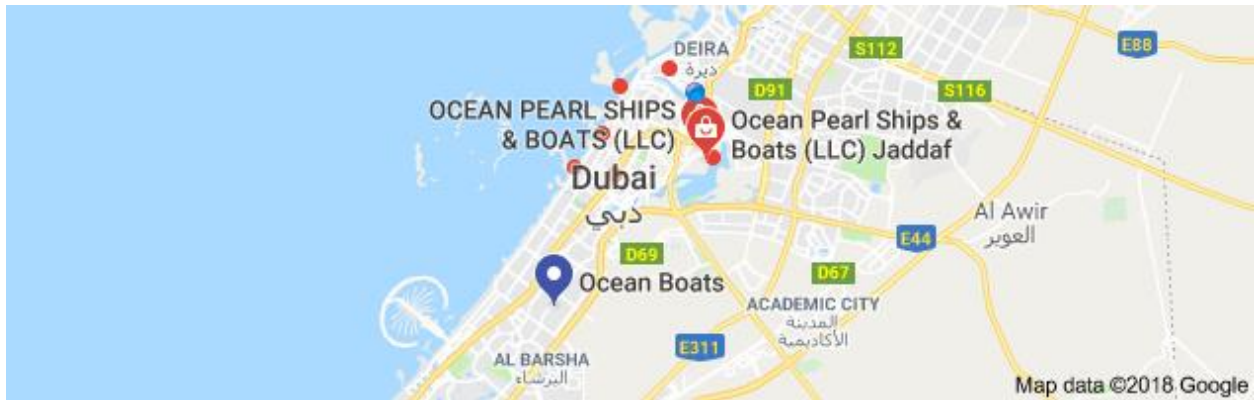 DEIRA
ديرة
S112
E88
D91
S116
OCEAN PEARL SHIPS
& BOATS (LLC)
Ocean Pearl Ships &
Boats (LLC) Jaddaf
Dubai
دبي
Al Awir
العوير
E44
D69
D67
Ocean Boats
ACADEMIC CITY
المدينة
الأكاديمية
E311
AL BARSHA
البرشاء
Map data ©2018 Google